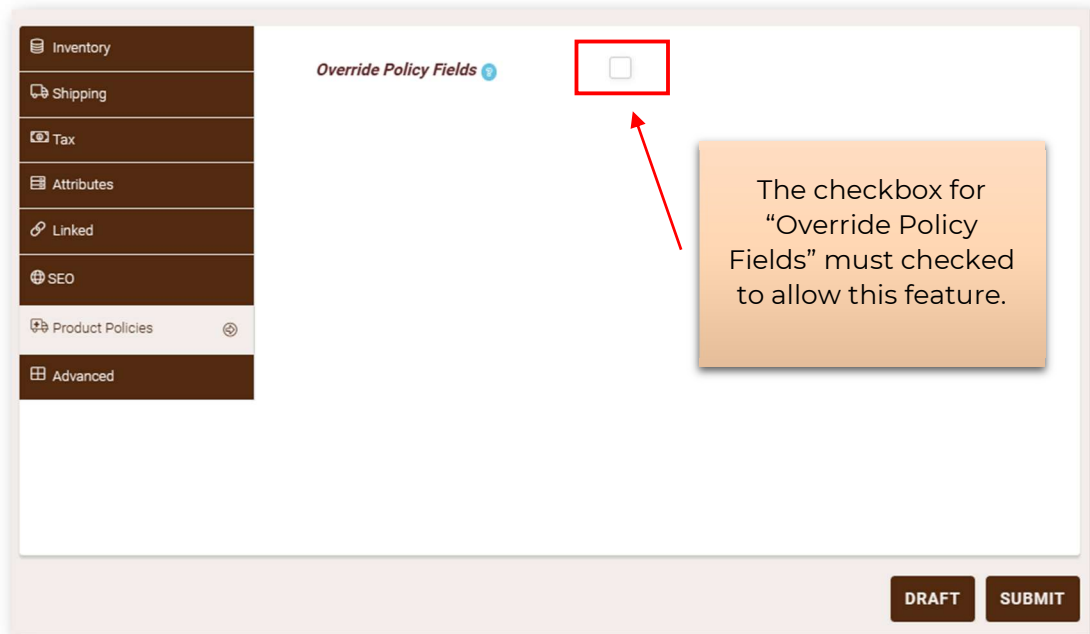 Inventory
Shipping
Tax
Attributes
Linked
SEO
Product Policies
Advanced
Override Policy Fields
The checkbox for
“Override Policy
Fields” must checked
to allow this feature.
DRAFT
SUBMIT